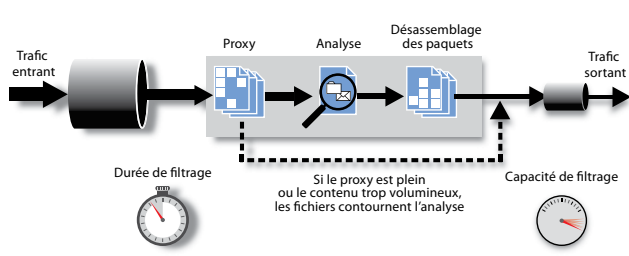 Trafic
entrant
Proxy
Analyse
Désassemblage
des paquets
Trafic
sortant
Durée de filtrage
Si le proxy est plein
ou le contenu trop volumineux,
les fichiers contournent l'analyse
Capacité de filtrage